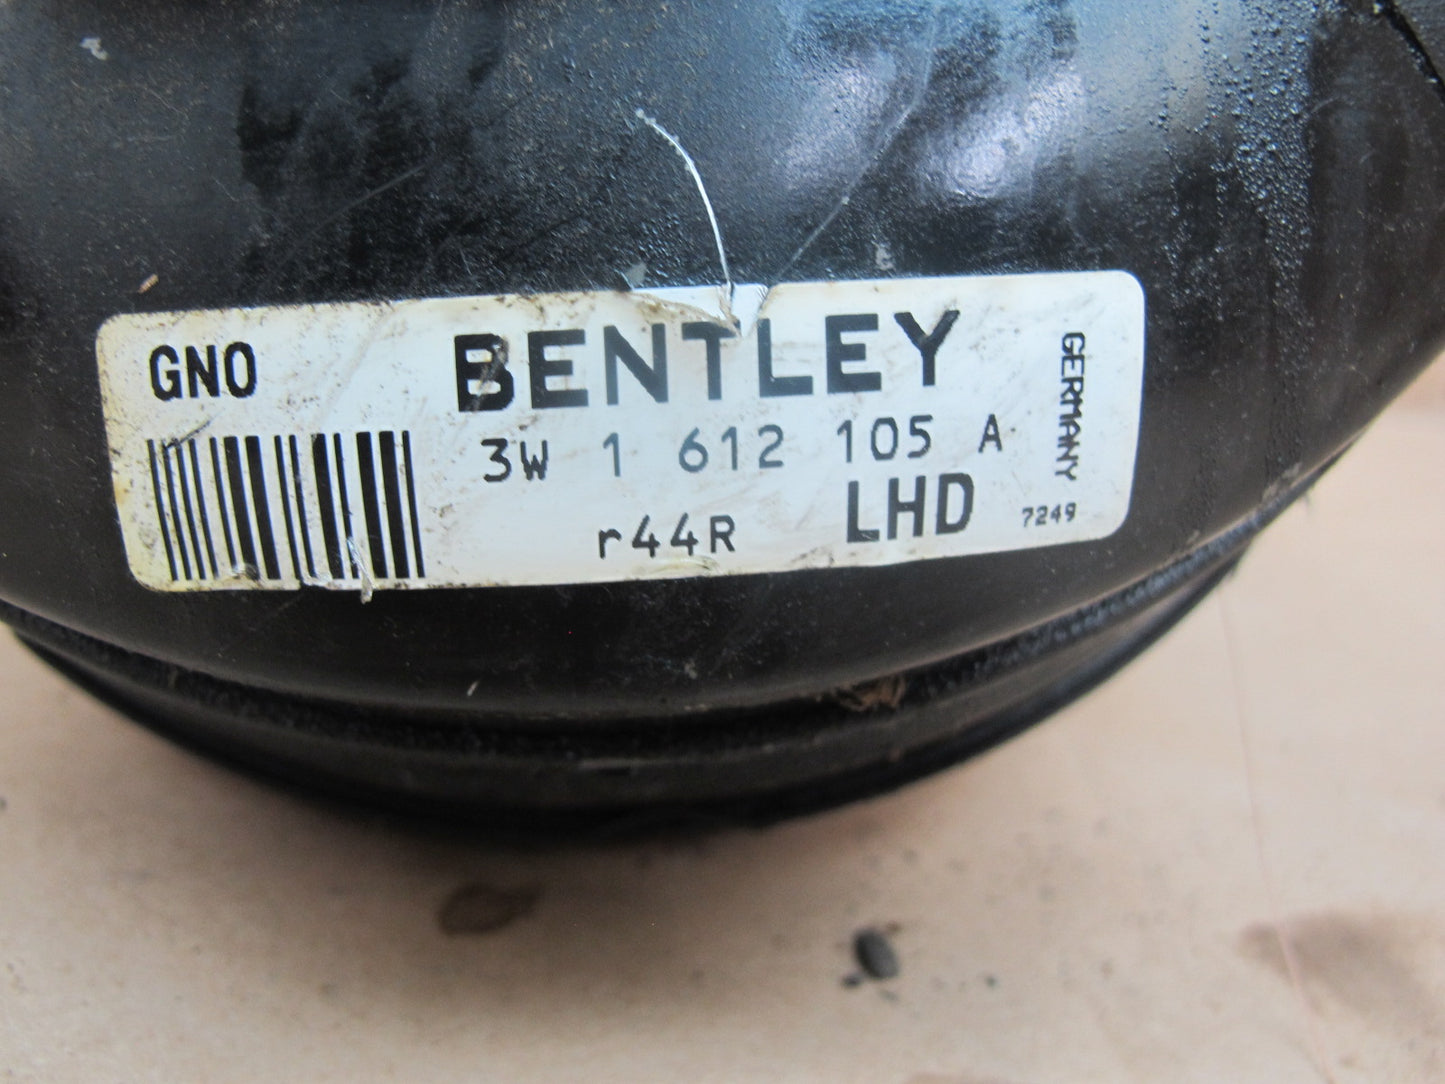 GNO
BENTLEY
3W 1 612 105 A
r44R
LHD
7249
GERMANY